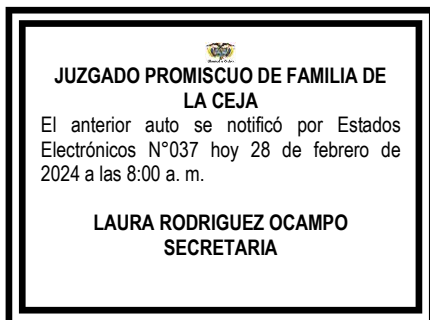 JUZGADO PROMISCUO DE FAMILIA DE
LA CEJA
El anterior auto se notificó por Estados
Electrónicos N°037 hoy 28 de febrero de
2024 a las 8:00 a. m.
LAURA RODRIGUEZ OCAMPO
SECRETARIA